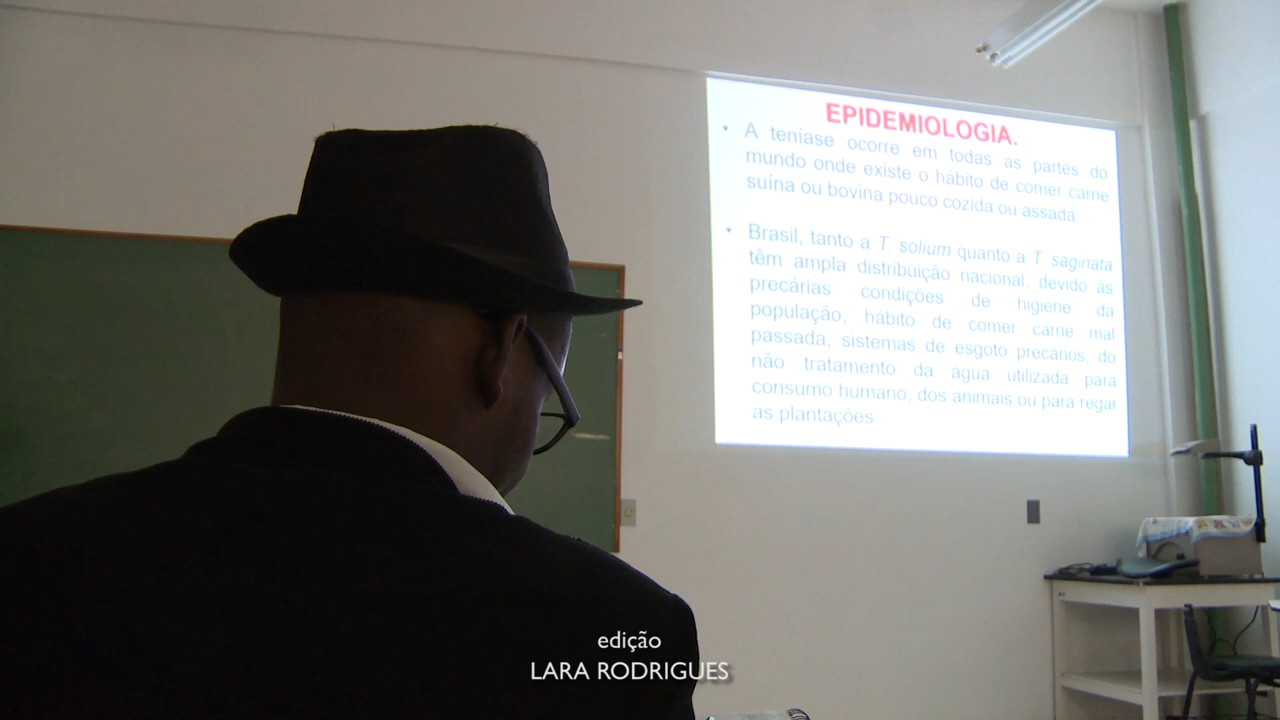 EPIDEMIOLOGIA.
• A teníase ocorre em todas as partes do
mundo onde existe o hábito de comer carne
suína ou bovina pouco cozida ou assada
• Brasil, tanto a T. solium quanto a T saginata
têm ampla distribuição nacional, devido as
precárias condições de higiene da
população, hábito de comer carne mal
passada, sistemas de esgoto precários, do
não tratamento da água utilizada para
consumo humano, dos animais ou para regar
as plantações
edição
LARA RODRIGUES